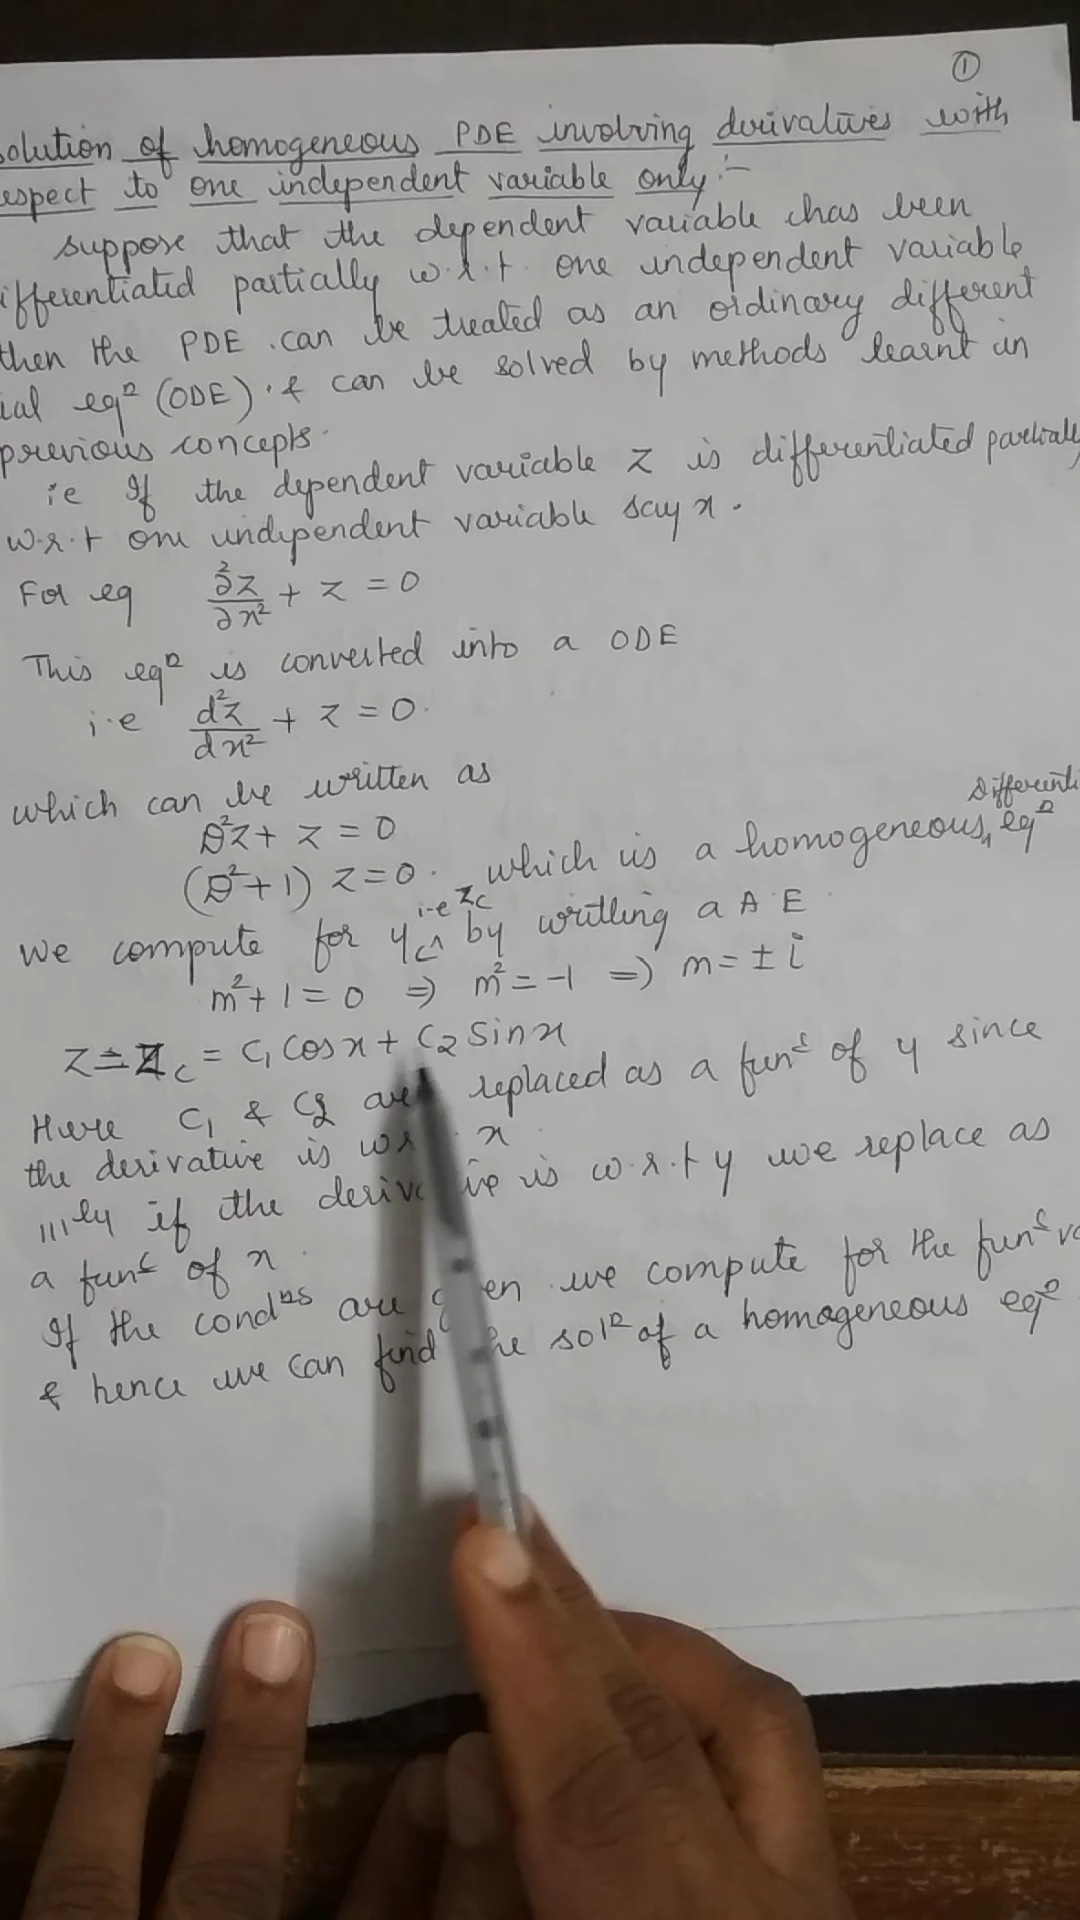 ①
olution of homogeneous PDE involving derivatives with
espect to one independent variable only :-
suppose that the dependent variable has been
ifferentiated partially w.r.t. one independent variable
then the PDE can be treated as an ordinary different
ial eqⁿ (ODE) & can be solved by methods learnt in
previous concepts.
ie If the dependent variable z is differentiated partially
w.r.t one independent variable say x.
For eg ∂²z/∂x² + z = 0
This eqⁿ is converted into a ODE
i.e d²z/dx² + z = 0.
which can be written as
D²z + z = 0
(D²+1) z = 0. which is a homogeneous differenti eqⁿ
we compute for y_c i.e z_c by writting a A E
m²+1 = 0 ⇒ m² = -1 ⇒ m = ± i
z = z_c = c₁ cos x + c₂ sin x
Here c₁ & c₂ are replaced as a funᶜ of y since
the derivative is x.
|||ly if the is w.r.t y we replace as
a funᶜ of x.
If the condⁿˢ are we compute for the funᶜ
& hence we can find solⁿ of a homogeneous eqⁿ